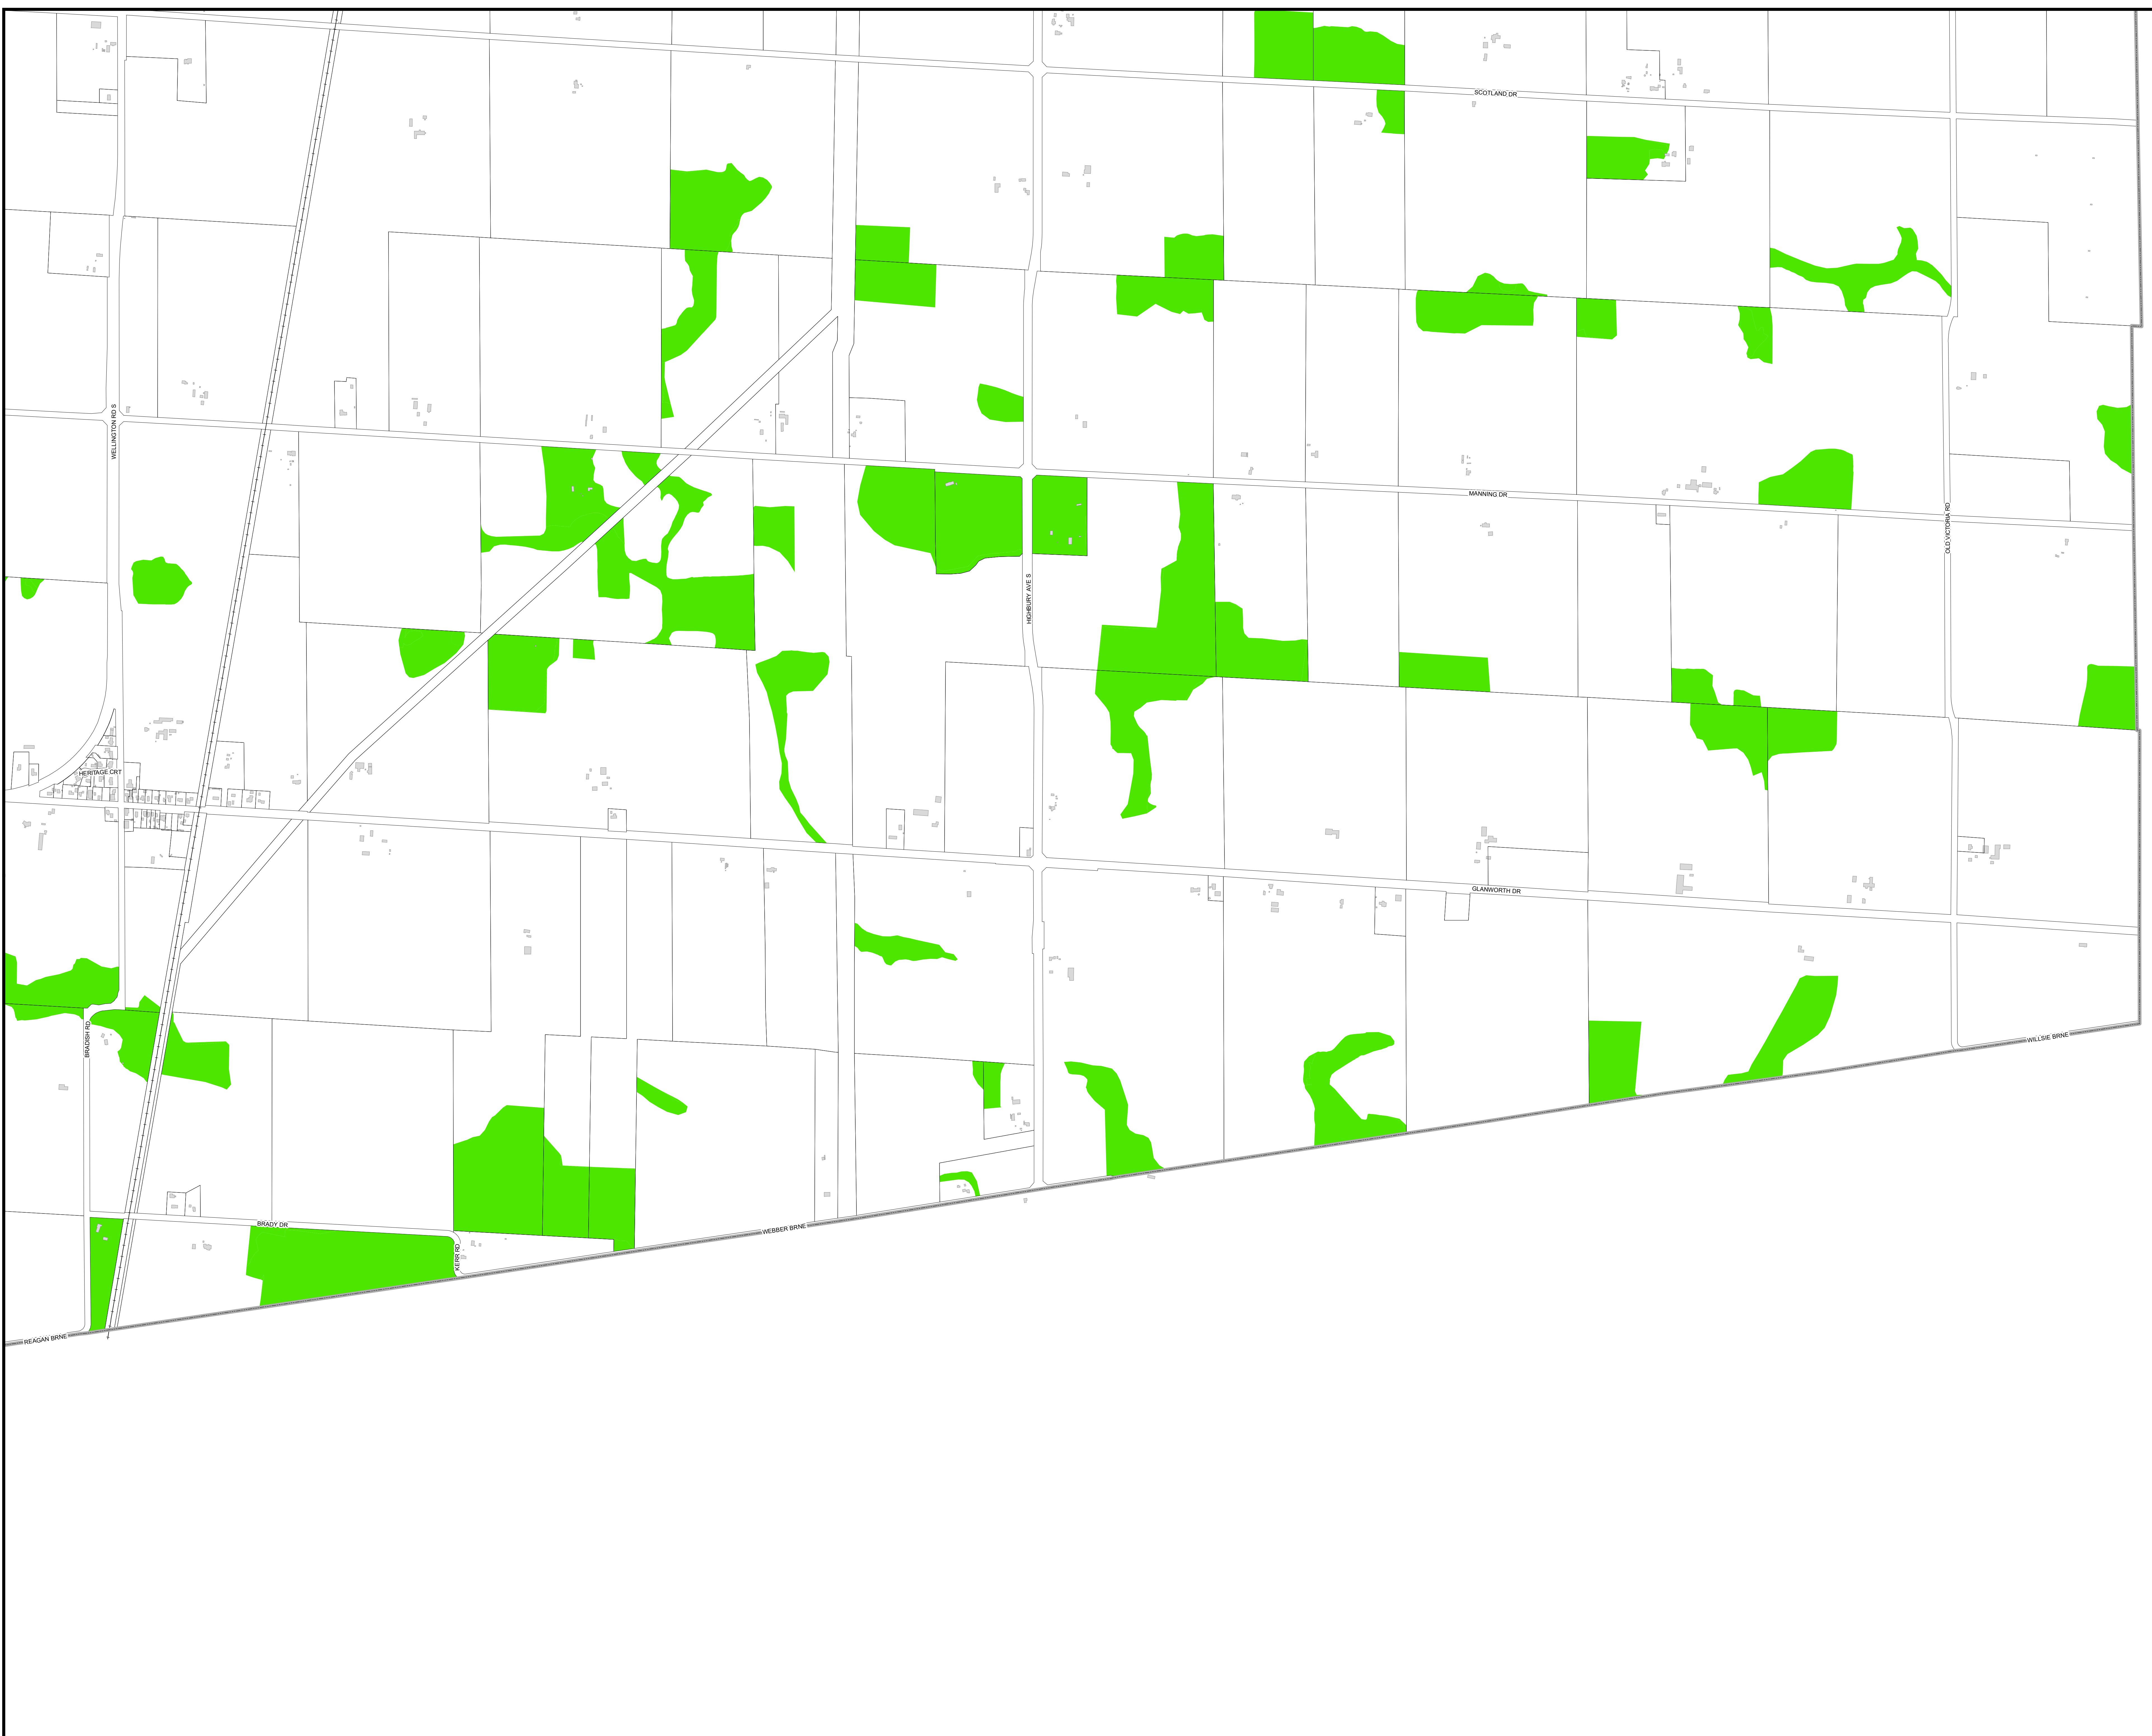 SCOTLAND DR
WELLINGTON RD S
MANNING DR
OLD VICTORIA RD
HIGHBURY AVE S
HERITAGE CRT
GLANWORTH DR
BRADISH RD
WILLSIE BRNE
BRADY DR
WEBBER BRNE
KERR RD
REAGAN BRNE